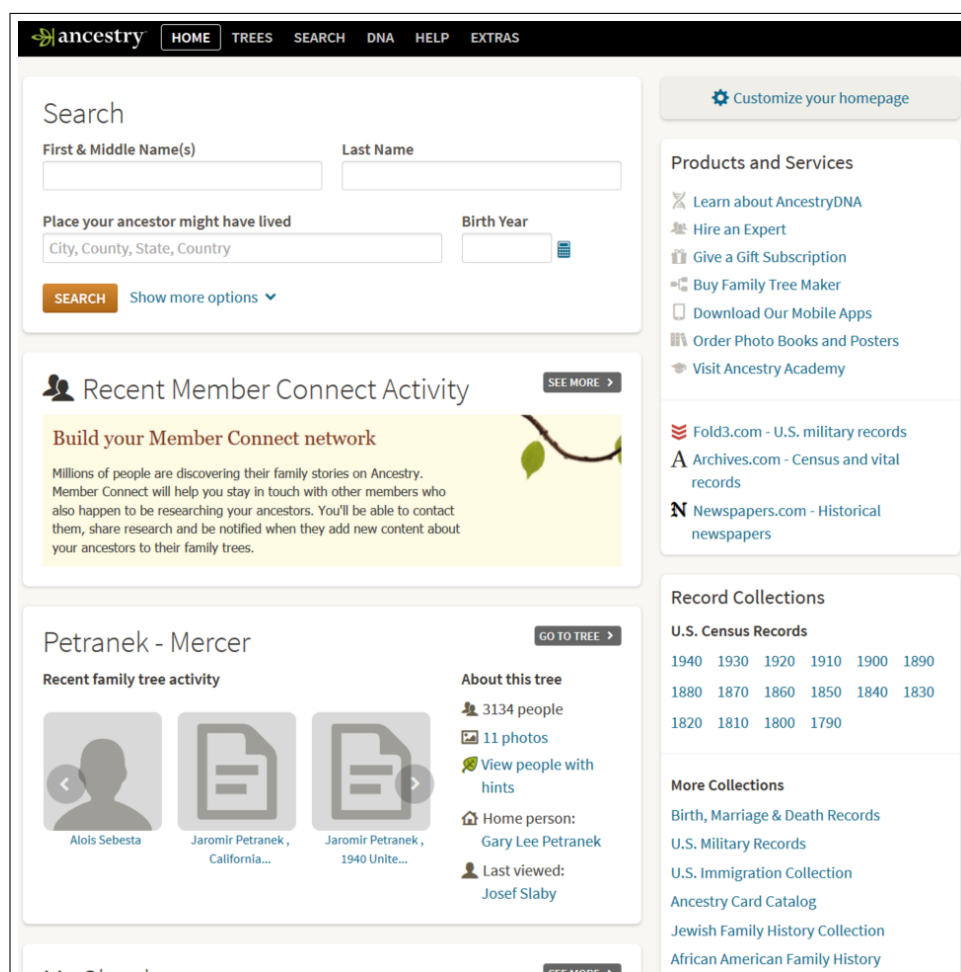 ancestry HOME TREES SEARCH DNA HELP EXTRAS
Search
First & Middle Name(s) Last Name
Place your ancestor might have lived Birth Year
City, County, State, Country
SEARCH Show more options
Recent Member Connect Activity SEE MORE >
Build your Member Connect network
Millions of people are discovering their family stories on Ancestry.
Member Connect will help you stay in touch with other members who
also happen to be researching your ancestors. You'll be able to contact
them, share research and be notified when they add new content about
your ancestors to their family trees.
Petranek - Mercer GO TO TREE >
Recent family tree activity
Alois Sebesta
Jaromir Petranek ,
California...
Jaromir Petranek ,
1940 Unite...
About this tree
3134 people
11 photos
View people with
hints
Home person:
Gary Lee Petranek
Last viewed:
Josef Slaby
SEE MORE >
Customize your homepage
Products and Services
Learn about AncestryDNA
Hire an Expert
Give a Gift Subscription
Buy Family Tree Maker
Download Our Mobile Apps
Order Photo Books and Posters
Visit Ancestry Academy
Fold3.com - U.S. military records
A Archives.com - Census and vital
records
N Newspapers.com - Historical
newspapers
Record Collections
U.S. Census Records
1940 1930 1920 1910 1900 1890
1880 1870 1860 1850 1840 1830
1820 1810 1800 1790
More Collections
Birth, Marriage & Death Records
U.S. Military Records
U.S. Immigration Collection
Ancestry Card Catalog
Jewish Family History Collection
African American Family History